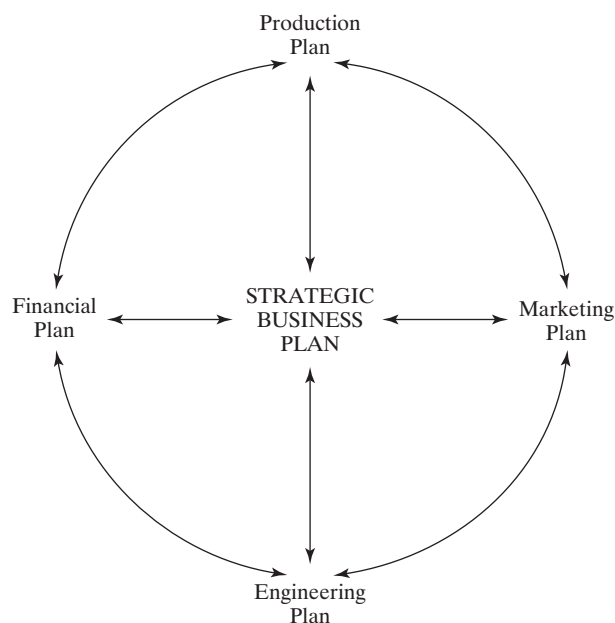 Production
Plan
Financial
Plan
STRATEGIC
BUSINESS
PLAN
Marketing
Plan
Engineering
Plan